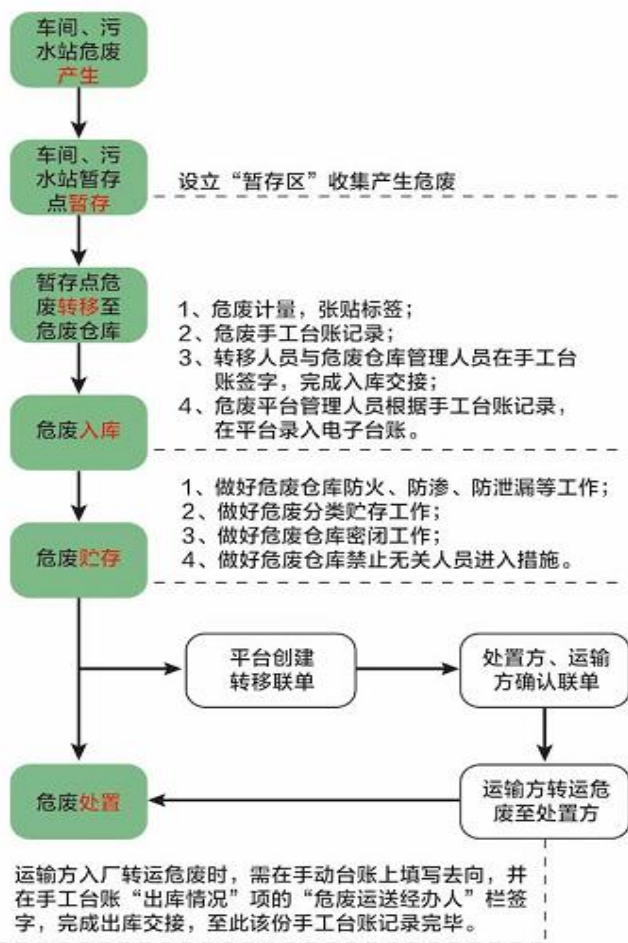 车间、污
水站危废
产生
车间、污
水站暂存
点暂存
设立“暂存区”收集产生危废
暂存点危
废转移至
危废仓库
1、危废计量，张贴标签；
2、危废手工台账记录；
3、转移人员与危废仓库管理人员在手工台
账签字，完成入库交接；
4、危废平台管理人员根据手工台账记录，
在平台录入电子台账。
危废入库
1、做好危废仓库防火、防渗、防泄漏等工作；
2、做好危废分类贮存工作；
3、做好危废仓库密闭工作；
4、做好危废仓库禁止无关人员进入措施。
危废贮存
平台创建
转移联单
处置方、运输
方确认联单
危废处置
运输方转运危
废至处置方
运输方入厂转运危废时，需在手动台账上填写去向，并
在手工台账“出库情况”项的“危废运送经办人”栏签
字，完成出库交接，至此该份手工台账记录完毕。